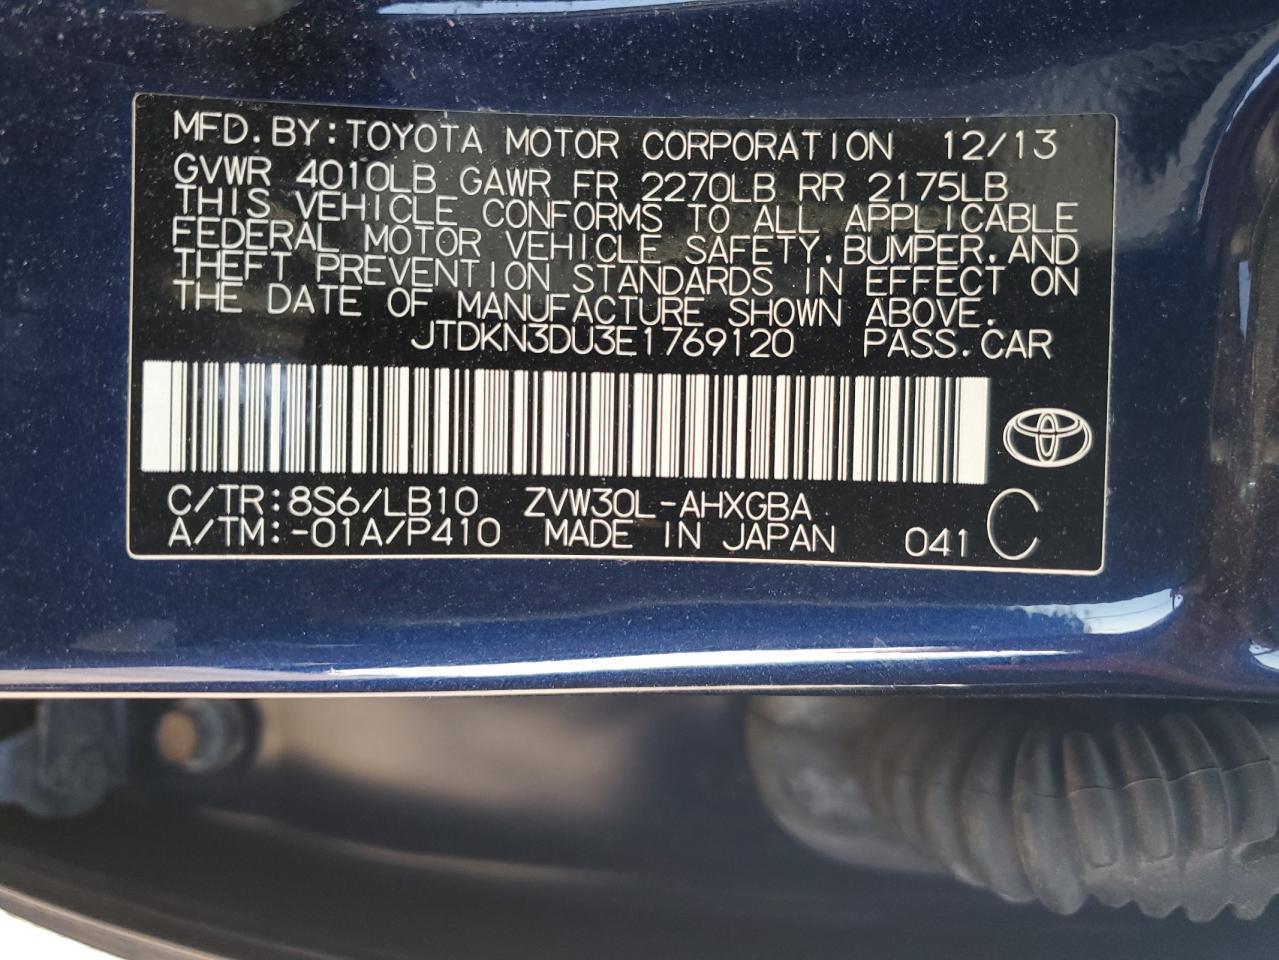 MFD.BY:TOYOTA MOTOR CORPORATION 12/13
GVWR 4010LB GAWR FR 2270LB RR 2175LB
THIS VEHICLE CONFORMS TO ALL APPLICABLE
FEDERAL MOTOR VEHICLE SAFETY,BUMPER,AND
THEFT PREVENTION STANDARDS IN EFFECT ON
THE DATE OF MANUFACTURE SHOWN ABOVE.
JTDKN3DU3E1769120 PASS.CAR
C/TR:8S6/LB10 ZVW30L-AHXGBA
A/TM:-01A/P410 MADE IN JAPAN 041 C